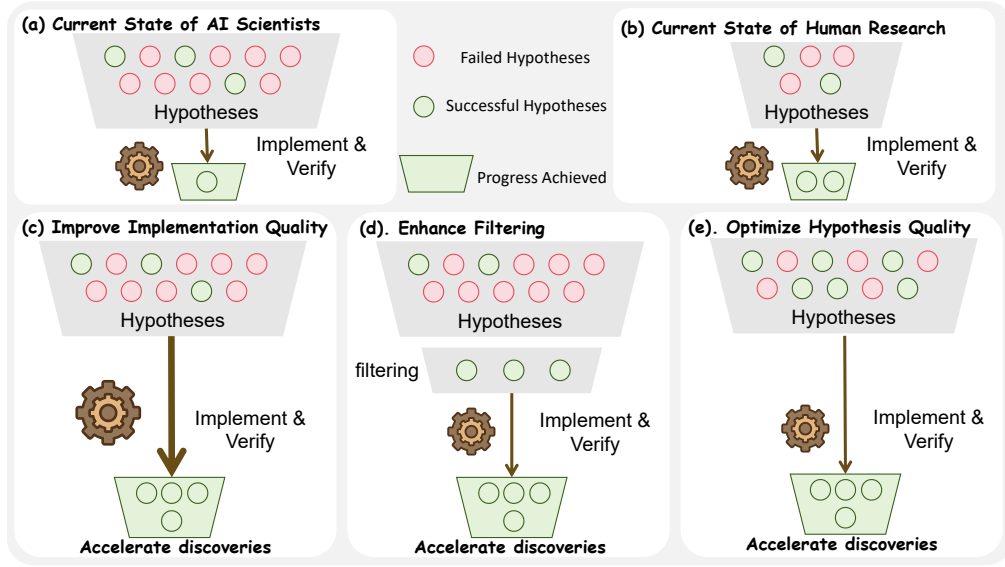 (a) Current State of AI Scientists
Hypotheses
Implement &
Verify
Failed Hypotheses
Successful Hypotheses
Progress Achieved
(b) Current State of Human Research
Hypotheses
Implement &
Verify
(c) Improve Implementation Quality
Hypotheses
Implement &
Verify
Accelerate discoveries
(d). Enhance Filtering
Hypotheses
filtering
Implement &
Verify
Accelerate discoveries
(e). Optimize Hypothesis Quality
Hypotheses
Implement &
Verify
Accelerate discoveries